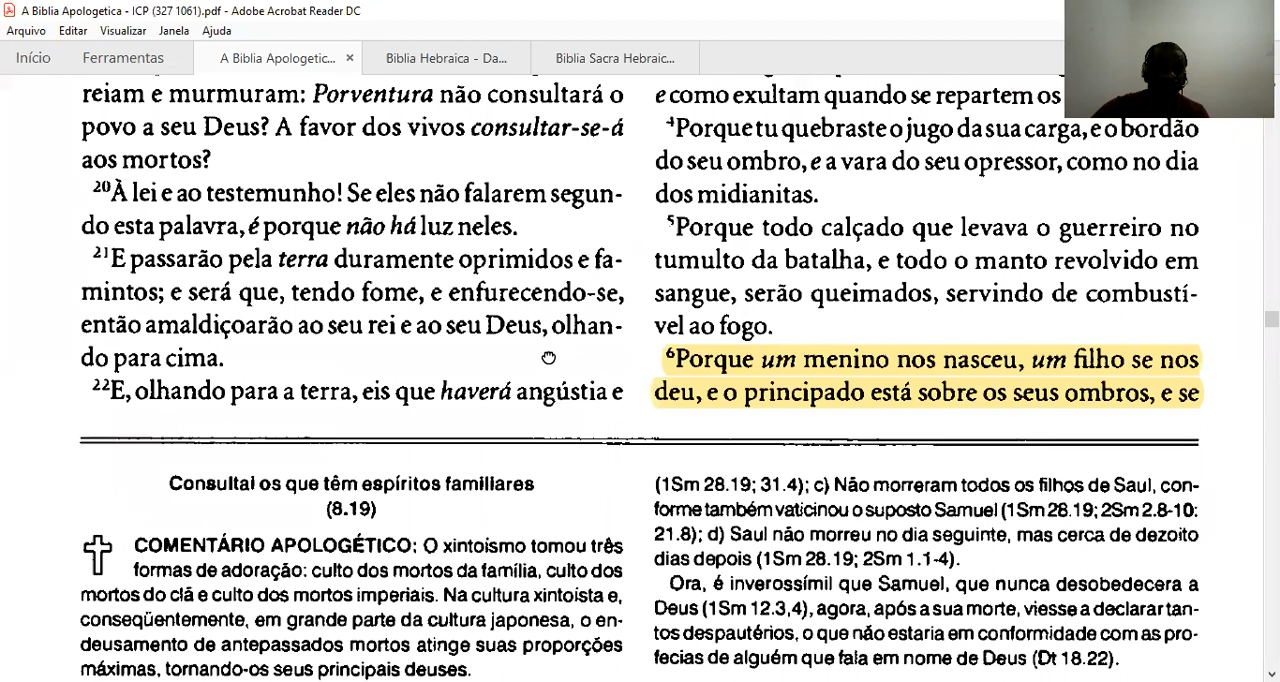 A Biblia Apologetica - ICP (327 1061).pdf - Adobe Acrobat Reader DC
Arquivo Editar Visualizar Janela Ajuda
Início Ferramentas A Biblia Apologetic... × Biblia Hebraica - Da... Biblia Sacra Hebraic...
reiam e murmuram: Porventura não consultará o
povo a seu Deus? A favor dos vivos consultar-se-á
aos mortos?
20À lei e ao testemunho! Se eles não falarem segun-
do esta palavra, é porque não há luz neles.
21E passarão pela terra duramente oprimidos e fa-
mintos; e será que, tendo fome, e enfurecendo-se,
então amaldiçoarão ao seu rei e ao seu Deus, olhan-
do para cima.
22E, olhando para a terra, eis que haverá angústia e
e como exultam quando se repartem os
4Porque tu quebraste o jugo da sua carga, e o bordão
do seu ombro, e a vara do seu opressor, como no dia
dos midianitas.
5Porque todo calçado que levava o guerreiro no
tumulto da batalha, e todo o manto revolvido em
sangue, serão queimados, servindo de combustí-
vel ao fogo.
6Porque um menino nos nasceu, um filho se nos
deu, e o principado está sobre os seus ombros, e se
Consultai os que têm espíritos familiares
(8.19)
COMENTÁRIO APOLOGÉTICO: O xintoísmo tomou três
formas de adoração: culto dos mortos da família, culto dos
mortos do clã e culto dos mortos imperiais. Na cultura xintoísta e,
conseqüentemente, em grande parte da cultura japonesa, o en-
deusamento de antepassados mortos atinge suas proporções
máximas, tornando-os seus principais deuses.
(1Sm 28.19; 31.4); c) Não morreram todos os filhos de Saul, con-
forme também vaticinou o suposto Samuel (1Sm 28.19; 2Sm 2.8-10:
21.8); d) Saul não morreu no dia seguinte, mas cerca de dezoito
dias depois (1Sm 28.19; 2Sm 1.1-4).
Ora, é inverossímil que Samuel, que nunca desobedecera a
Deus (1Sm 12.3,4), agora, após a sua morte, viesse a declarar tan-
tos despautérios, o que não estaria em conformidade com as pro-
fecias de alguém que fala em nome de Deus (Dt 18.22).